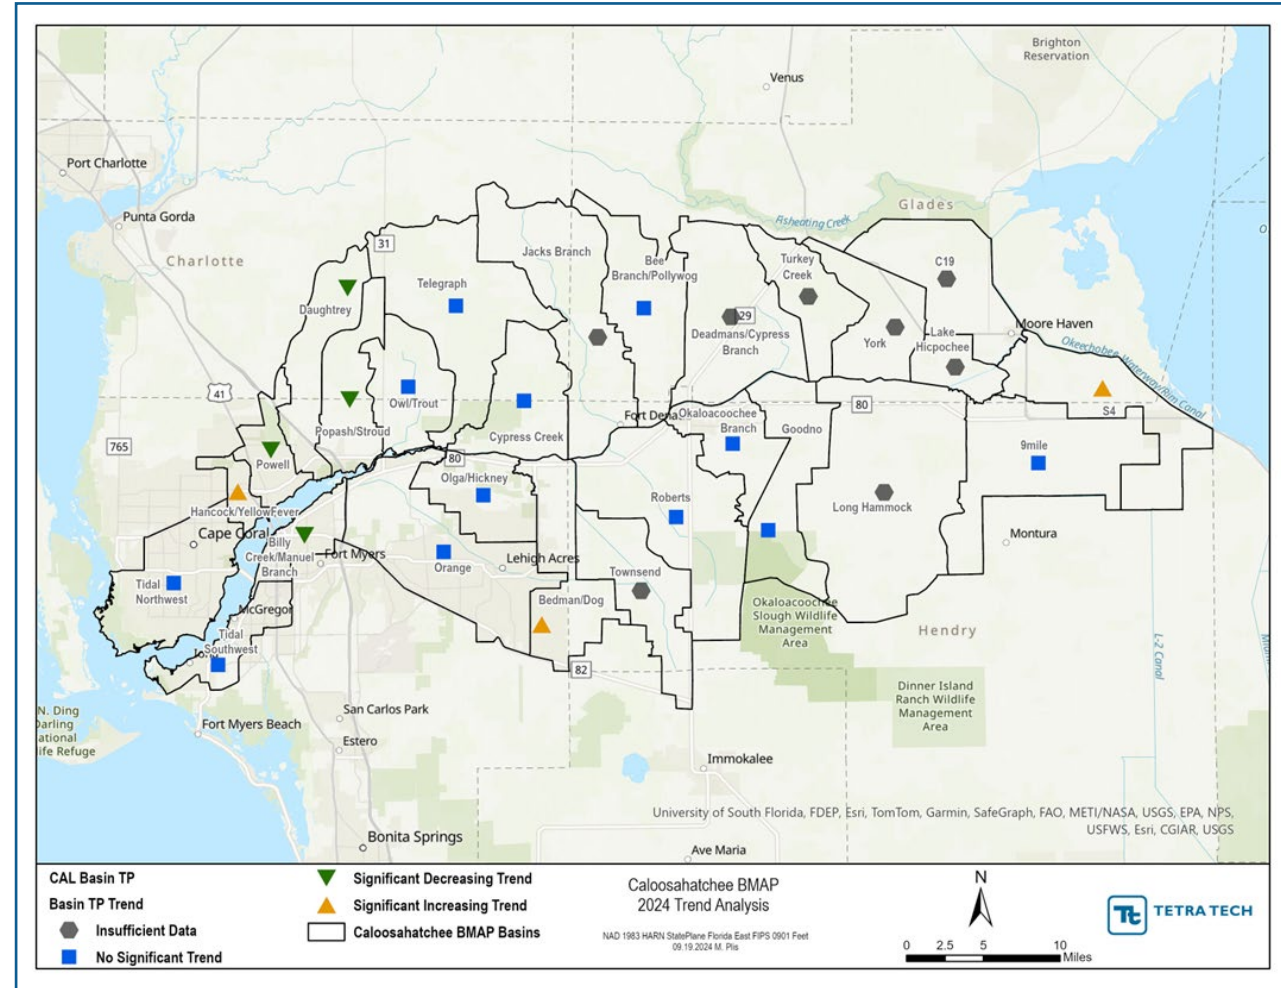 Brighton
Reservation
Venus
Port Charlotte
Punta Gorda
Charlotte
31
Glades
Fisheating Creek
Jacks Branch
Bee
Branch/Pollywog
Turkey
Creek
C19
Telegraph
Daughtrey
29
Deadmans/Cypress
Branch
York
Lake
Hicpochee
Moore Haven
Okeechobee Waterway/Rim Canal
41
Owl/Trout
Popash/Stroud
Cypress Creek
Fort Dena
Okaloacoochee
Branch
Goodno
80
S4
765
Powell
80
9mile
Olga/Hickney
Roberts
Long Hammock
Hancock/YellowFever
Cape Coral
Billy
Creek/Manuel
Branch
Fort Myers
Orange
Lehigh Acres
Montura
Townsend
Tidal
Northwest
McGregor
Bedman/Dog
Okaloacoochee
Slough Wildlife
Management
Area
Hendry
L-2 Canal
Tidal
Southwest
82
Dinner Island
Ranch Wildlife
Management
Area
N. Ding
Darling
ational
life Refuge
San Carlos Park
Fort Myers Beach
Estero
Immokalee
University of South Florida, FDEP, Esri, TomTom, Garmin, SafeGraph, FAO, METI/NASA, USGS, EPA, NPS,
USFWS, Esri, CGIAR, USGS
Bonita Springs
Ave Maria
CAL Basin TP
Basin TP Trend
Insufficient Data
No Significant Trend
Significant Decreasing Trend
Significant Increasing Trend
Caloosahatchee BMAP Basins
Caloosahatchee BMAP
2024 Trend Analysis
NAD 1983 HARN StatePlane Florida East FIPS 0901 Feet
09.19.2024 M. Plis
N
0 2.5 5 10
Miles
Tt
TETRA TECH